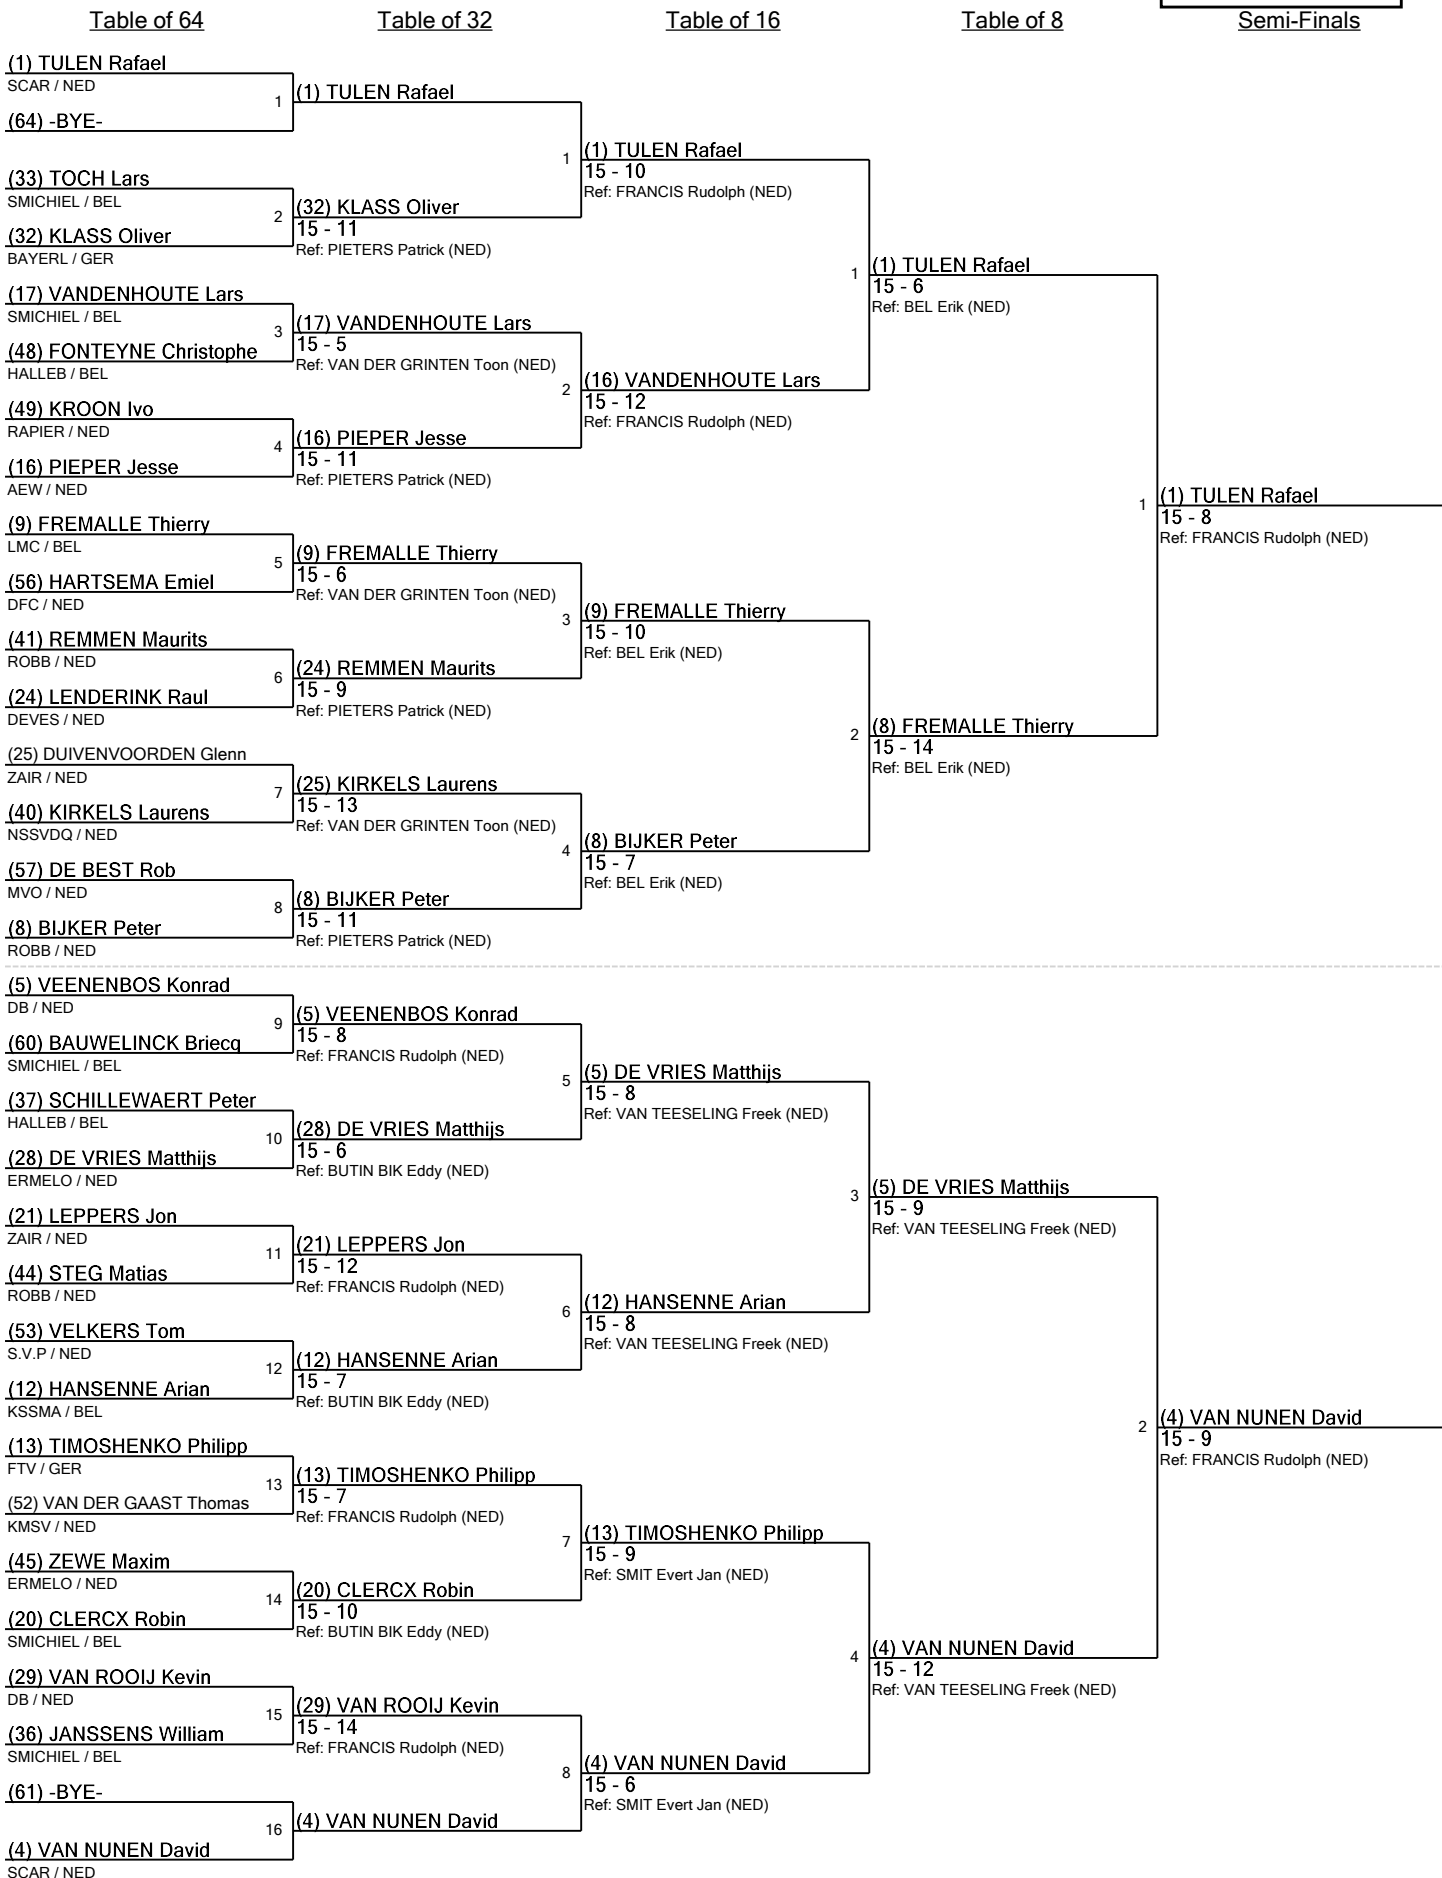 Table of 64
Table of 32
Table of 16
Table of 8
Semi-Finals
(1) TULEN Rafael
SCAR / NED
(64) -BYE-
(33) TOCH Lars
SMICHIEL / BEL
(32) KLASS Oliver
BAYERL / GER
(17) VANDENHOUTE Lars
SMICHIEL / BEL
(48) FONTEYNE Christophe
HALLEB / BEL
(49) KROON Ivo
RAPIER / NED
(16) PIEPER Jesse
AEW / NED
(9) FREMALLE Thierry
LMC / BEL
(56) HARTSEMA Emiel
DFC / NED
(41) REMMEN Maurits
ROBB / NED
(24) LENDERINK Raul
DEVES / NED
(25) DUIVENVOORDEN Glenn
ZAIR / NED
(40) KIRKELS Laurens
NSSVDQ / NED
(57) DE BEST Rob
MVO / NED
(8) BIJKER Peter
ROBB / NED
(5) VEENENBOS Konrad
DB / NED
(60) BAUWELINCK Briecq
SMICHIEL / BEL
(37) SCHILLEWAERT Peter
HALLEB / BEL
(28) DE VRIES Matthijs
ERMELO / NED
(21) LEPPERS Jon
ZAIR / NED
(44) STEG Matias
ROBB / NED
(53) VELKERS Tom
S.V.P / NED
(12) HANSENNE Arian
KSSMA / BEL
(13) TIMOSHENKO Philipp
FTV / GER
(52) VAN DER GAAST Thomas
KMSV / NED
(45) ZEWE Maxim
ERMELO / NED
(20) CLERCX Robin
SMICHIEL / BEL
(29) VAN ROOIJ Kevin
DB / NED
(36) JANSSENS William
SMICHIEL / BEL
(61) -BYE-
(4) VAN NUNEN David
SCAR / NED
1
(1) TULEN Rafael
2
(32) KLASS Oliver
15 - 11
Ref: PIETERS Patrick (NED)
3
(17) VANDENHOUTE Lars
15 - 5
Ref: VAN DER GRINTEN Toon (NED)
4
(16) PIEPER Jesse
15 - 11
Ref: PIETERS Patrick (NED)
5
(9) FREMALLE Thierry
15 - 6
Ref: VAN DER GRINTEN Toon (NED)
6
(24) REMMEN Maurits
15 - 9
Ref: PIETERS Patrick (NED)
7
(25) KIRKELS Laurens
15 - 13
Ref: VAN DER GRINTEN Toon (NED)
8
(8) BIJKER Peter
15 - 11
Ref: PIETERS Patrick (NED)
9
(5) VEENENBOS Konrad
15 - 8
Ref: FRANCIS Rudolph (NED)
10
(28) DE VRIES Matthijs
15 - 6
Ref: BUTIN BIK Eddy (NED)
11
(21) LEPPERS Jon
15 - 12
Ref: FRANCIS Rudolph (NED)
12
(12) HANSENNE Arian
15 - 7
Ref: BUTIN BIK Eddy (NED)
13
(13) TIMOSHENKO Philipp
15 - 7
Ref: FRANCIS Rudolph (NED)
14
(20) CLERCX Robin
15 - 10
Ref: BUTIN BIK Eddy (NED)
15
(29) VAN ROOIJ Kevin
15 - 14
Ref: FRANCIS Rudolph (NED)
16
(4) VAN NUNEN David
1
(1) TULEN Rafael
15 - 10
Ref: FRANCIS Rudolph (NED)
2
(16) VANDENHOUTE Lars
15 - 12
Ref: FRANCIS Rudolph (NED)
3
(9) FREMALLE Thierry
15 - 10
Ref: BEL Erik (NED)
4
(8) BIJKER Peter
15 - 7
Ref: BEL Erik (NED)
5
(5) DE VRIES Matthijs
15 - 8
Ref: VAN TEESELING Freek (NED)
6
(12) HANSENNE Arian
15 - 8
Ref: VAN TEESELING Freek (NED)
7
(13) TIMOSHENKO Philipp
15 - 9
Ref: SMIT Evert Jan (NED)
8
(4) VAN NUNEN David
15 - 6
Ref: SMIT Evert Jan (NED)
1
(1) TULEN Rafael
15 - 6
Ref: BEL Erik (NED)
2
(8) FREMALLE Thierry
15 - 14
Ref: BEL Erik (NED)
3
(5) DE VRIES Matthijs
15 - 9
Ref: VAN TEESELING Freek (NED)
4
(4) VAN NUNEN David
15 - 12
Ref: VAN TEESELING Freek (NED)
1
(1) TULEN Rafael
15 - 8
Ref: FRANCIS Rudolph (NED)
2
(4) VAN NUNEN David
15 - 9
Ref: FRANCIS Rudolph (NED)